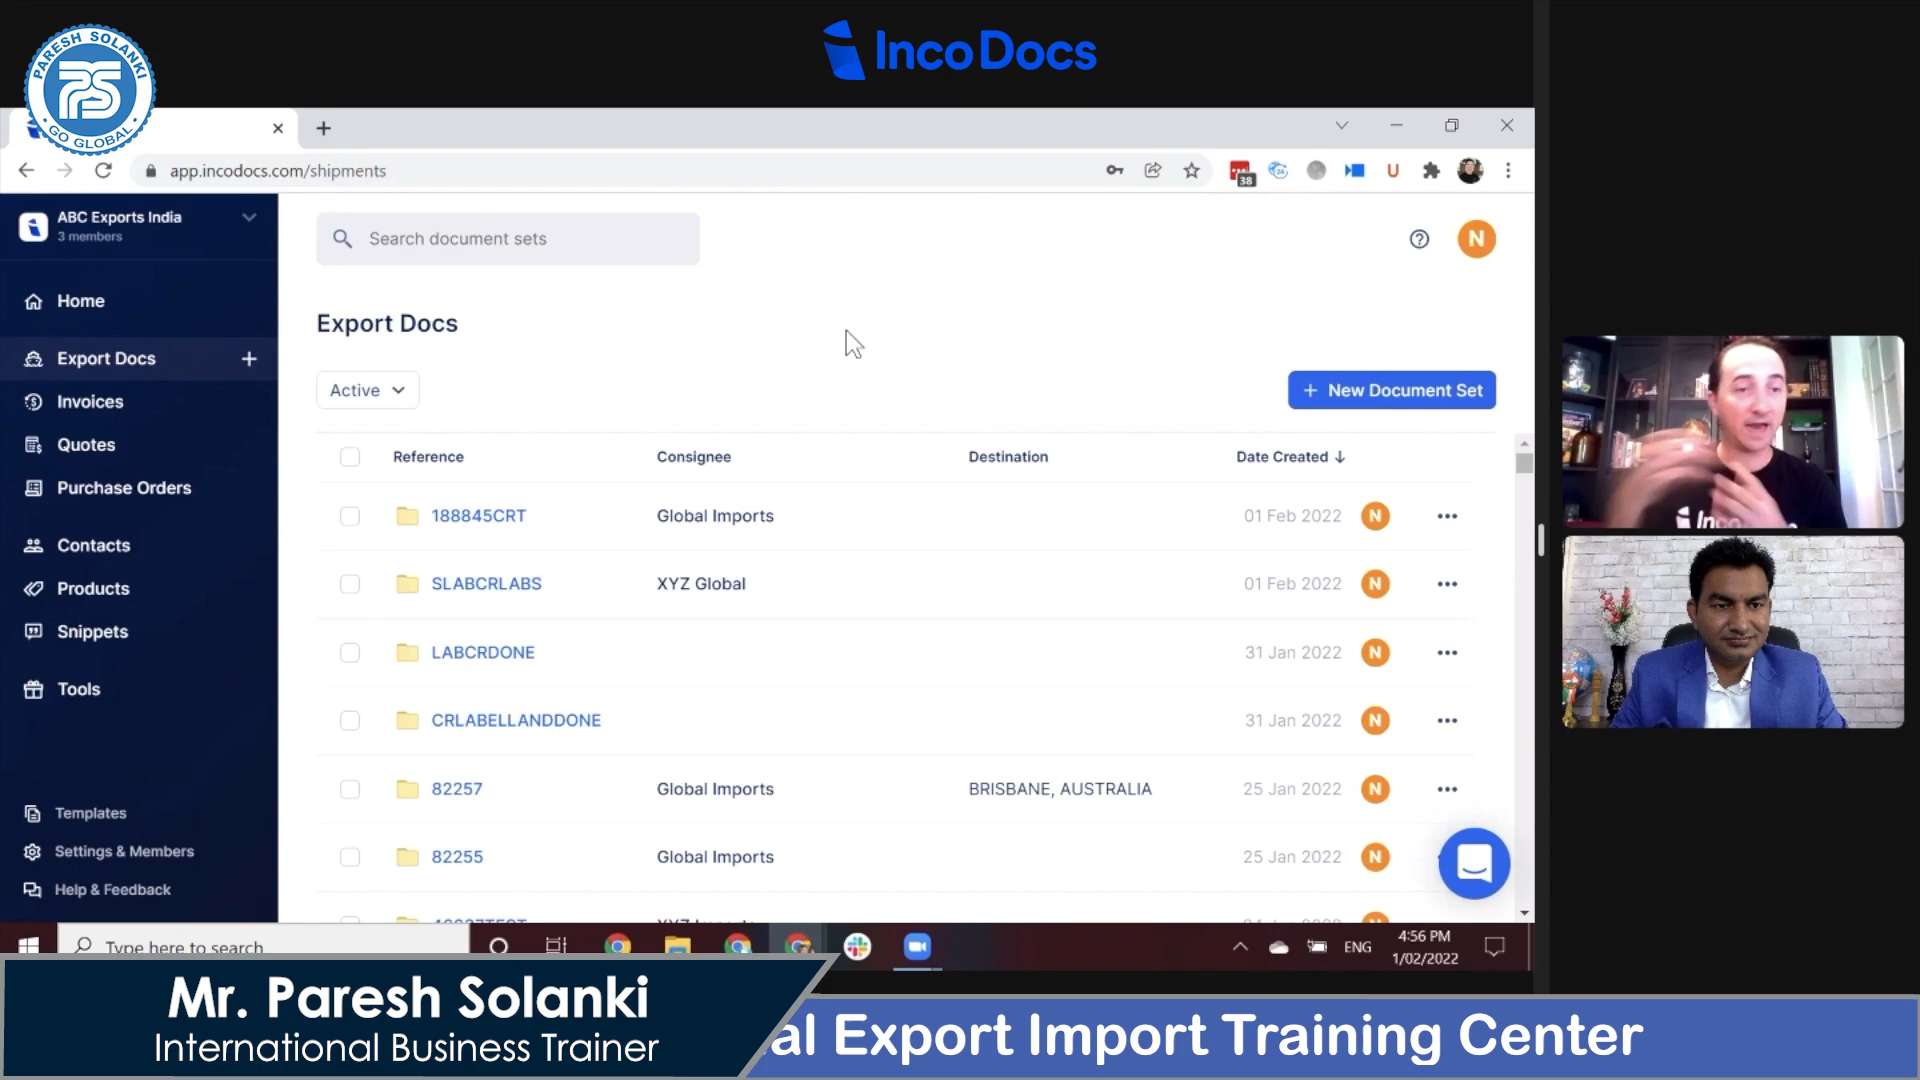 PARESH SOLANKI
PS
• GO GLOBAL •
IncoDocs
app.incodocs.com/shipments
38
24
U
ABC Exports India
3 members
Search document sets
N
Home
Export Docs
Export Docs
Invoices
Active
+ New Document Set
Quotes
Reference Consignee Destination Date Created ↓
Purchase Orders
188845CRT Global Imports 01 Feb 2022 N
Contacts
SLABCRLABS XYZ Global 01 Feb 2022 N
Products
Snippets
LABCRDONE 31 Jan 2022 N
Tools
CRLABELLANDDONE 31 Jan 2022 N
82257 Global Imports BRISBANE, AUSTRALIA 25 Jan 2022 N
Templates
Settings & Members
82255 Global Imports 25 Jan 2022 N
Help & Feedback
Type here to search
ENG
4:56 PM
1/02/2022
Mr. Paresh Solanki
International Business Trainer
Export Import Training Center